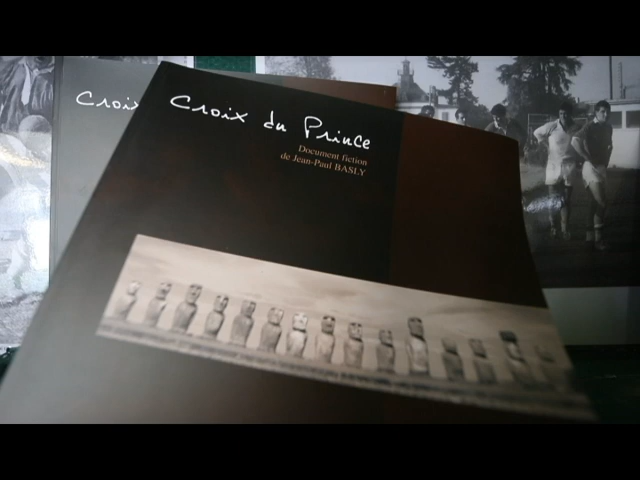 Croix
Croix du Prince
Document fiction
de Jean-Paul BASLY